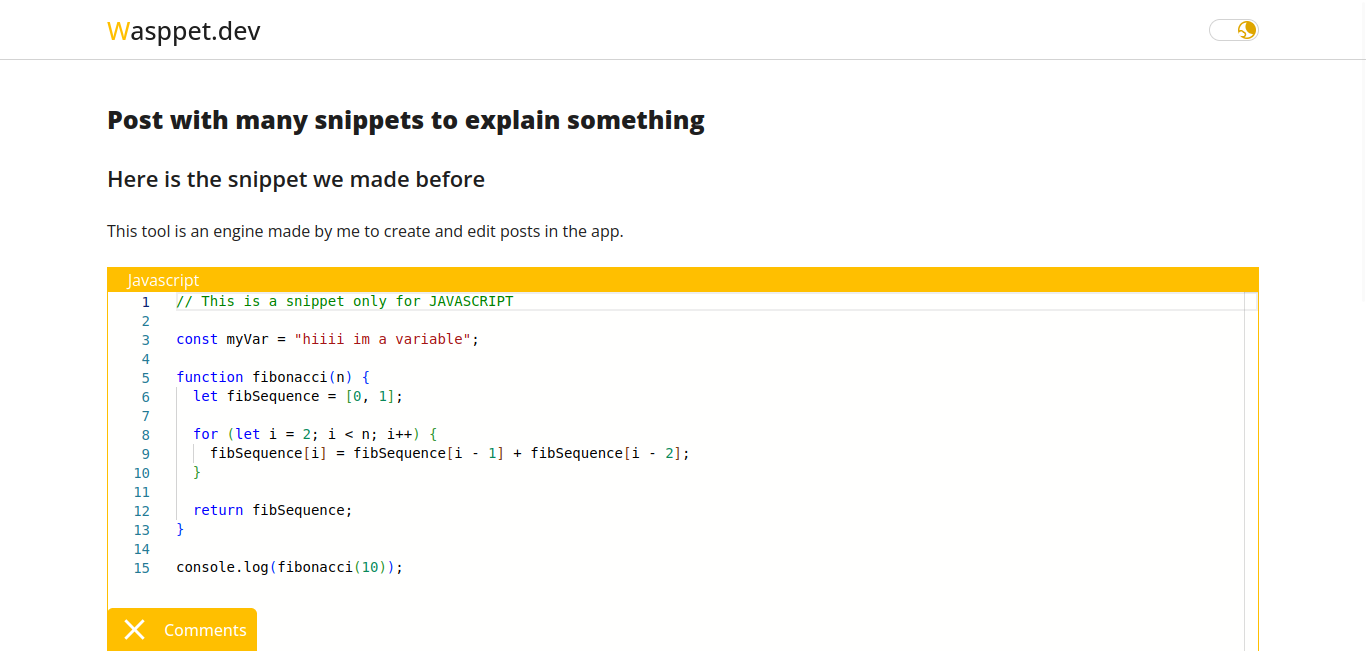 Wasppet.dev
Post with many snippets to explain something
Here is the snippet we made before
This tool is an engine made by me to create and edit posts in the app.
Javascript
1 // This is a snippet only for JAVASCRIPT
2
3 const myVar = "hiiii im a variable";
4
5 function fibonacci(n) {
6   let fibSequence = [0, 1];
7
8   for (let i = 2; i < n; i++) {
9     fibSequence[i] = fibSequence[i - 1] + fibSequence[i - 2];
10   }
11
12   return fibSequence;
13 }
14
15 console.log(fibonacci(10));
Comments